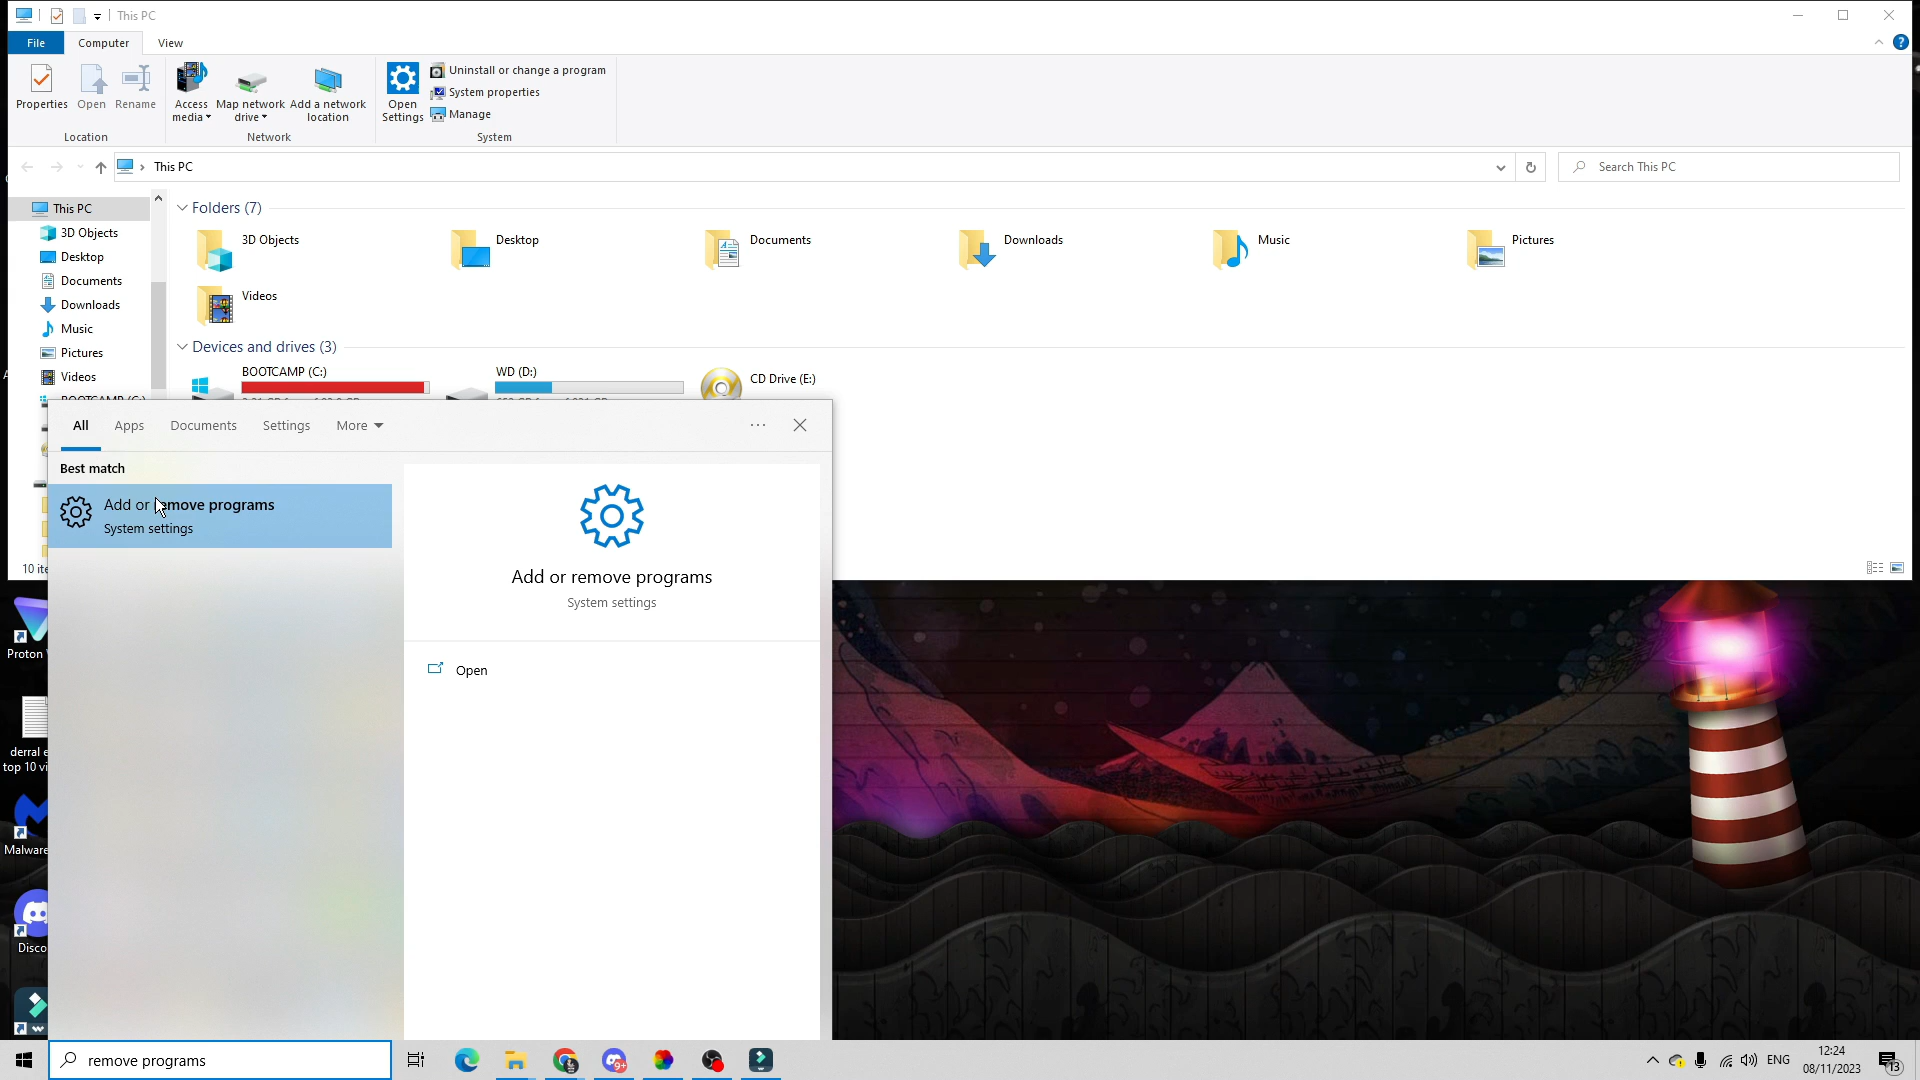 This PC
File
Computer
View
Properties
Open
Rename
Access media
Map network drive
Add a network location
Open Settings
Uninstall or change a program
System properties
Manage
Location
Network
System
This PC
Search This PC
This PC
3D Objects
Desktop
Documents
Downloads
Music
Pictures
Videos
Folders (7)
3D Objects
Desktop
Documents
Downloads
Music
Pictures
Videos
Devices and drives (3)
BOOTCAMP (C:)
WD (D:)
CD Drive (E:)
10 ite
All
Apps
Documents
Settings
More
Best match
Add or remove programs
System settings
Add or remove programs
System settings
Open
Proton
derral e
top 10 vi
Malware
Disco
remove programs
9+
ENG
12:24
08/11/2023
13